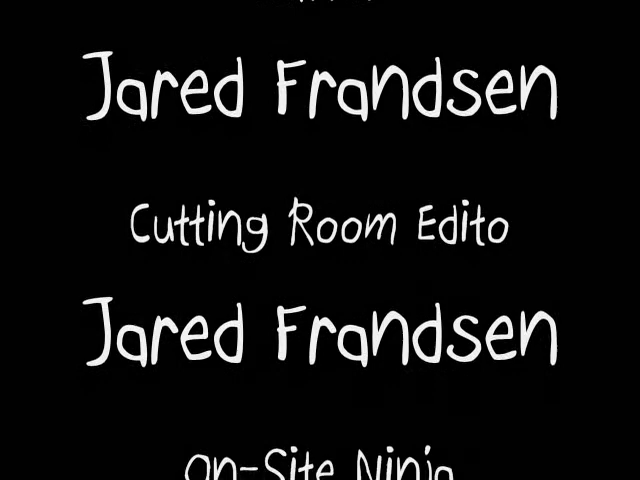 Jared Frandsen
Cutting Room Edito
Jared Frandsen
On-Site Ninja